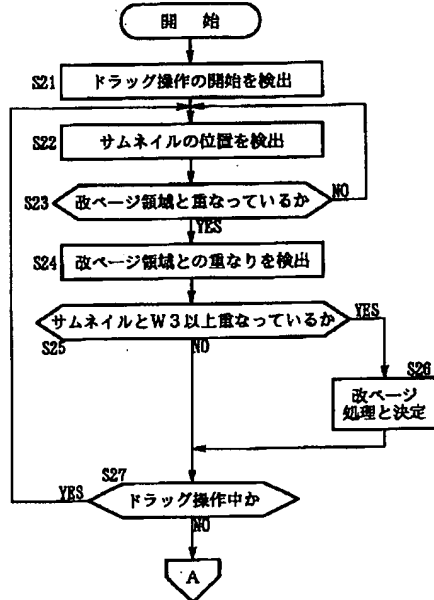 開　始
S21
ドラッグ操作の開始を検出
S22
サムネイルの位置を検出
S23
改ページ領域と重なっているか
NO
YES
S24
改ページ領域との重なりを検出
サムネイルとW3以上重なっているか
YES
S25
NO
S26
改ページ
処理と決定
S27
YES
ドラッグ操作中か
NO
A